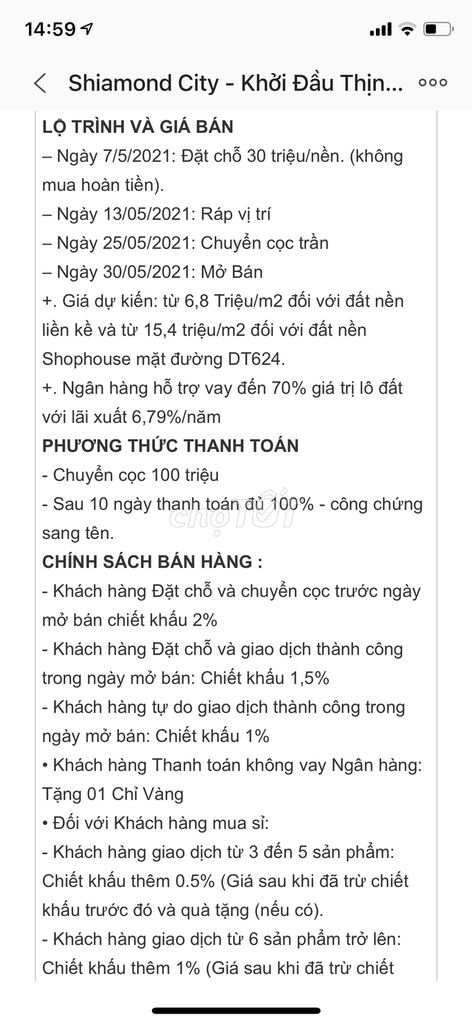 14:59
Shiamond City - Khởi Đầu Thịn...
LỘ TRÌNH VÀ GIÁ BÁN
– Ngày 7/5/2021: Đặt chỗ 30 triệu/nền. (không
mua hoàn tiền).
– Ngày 13/05/2021: Ráp vị trí
– Ngày 25/05/2021: Chuyển cọc trần
– Ngày 30/05/2021: Mở Bán
+. Giá dự kiến: từ 6,8 Triệu/m2 đối với đất nền
liền kề và từ 15,4 triệu/m2 đối với đất nền
Shophouse mặt đường DT624.
+. Ngân hàng hỗ trợ vay đến 70% giá trị lô đất
với lãi xuất 6,79%/năm
PHƯƠNG THỨC THANH TOÁN
- Chuyển cọc 100 triệu
- Sau 10 ngày thanh toán đủ 100% - công chứng
sang tên.
chợTỐT
CHÍNH SÁCH BÁN HÀNG :
- Khách hàng Đặt chỗ và chuyển cọc trước ngày
mở bán chiết khấu 2%
- Khách hàng Đặt chỗ và giao dịch thành công
trong ngày mở bán: Chiết khấu 1,5%
- Khách hàng tự do giao dịch thành công trong
ngày mở bán: Chiết khấu 1%
• Khách hàng Thanh toán không vay Ngân hàng:
Tặng 01 Chỉ Vàng
• Đối với Khách hàng mua sỉ:
- Khách hàng giao dịch từ 3 đến 5 sản phẩm:
Chiết khấu thêm 0.5% (Giá sau khi đã trừ chiết
khấu trước đó và quà tặng (nếu có).
- Khách hàng giao dịch từ 6 sản phẩm trở lên:
Chiết khấu thêm 1% (Giá sau khi đã trừ chiết